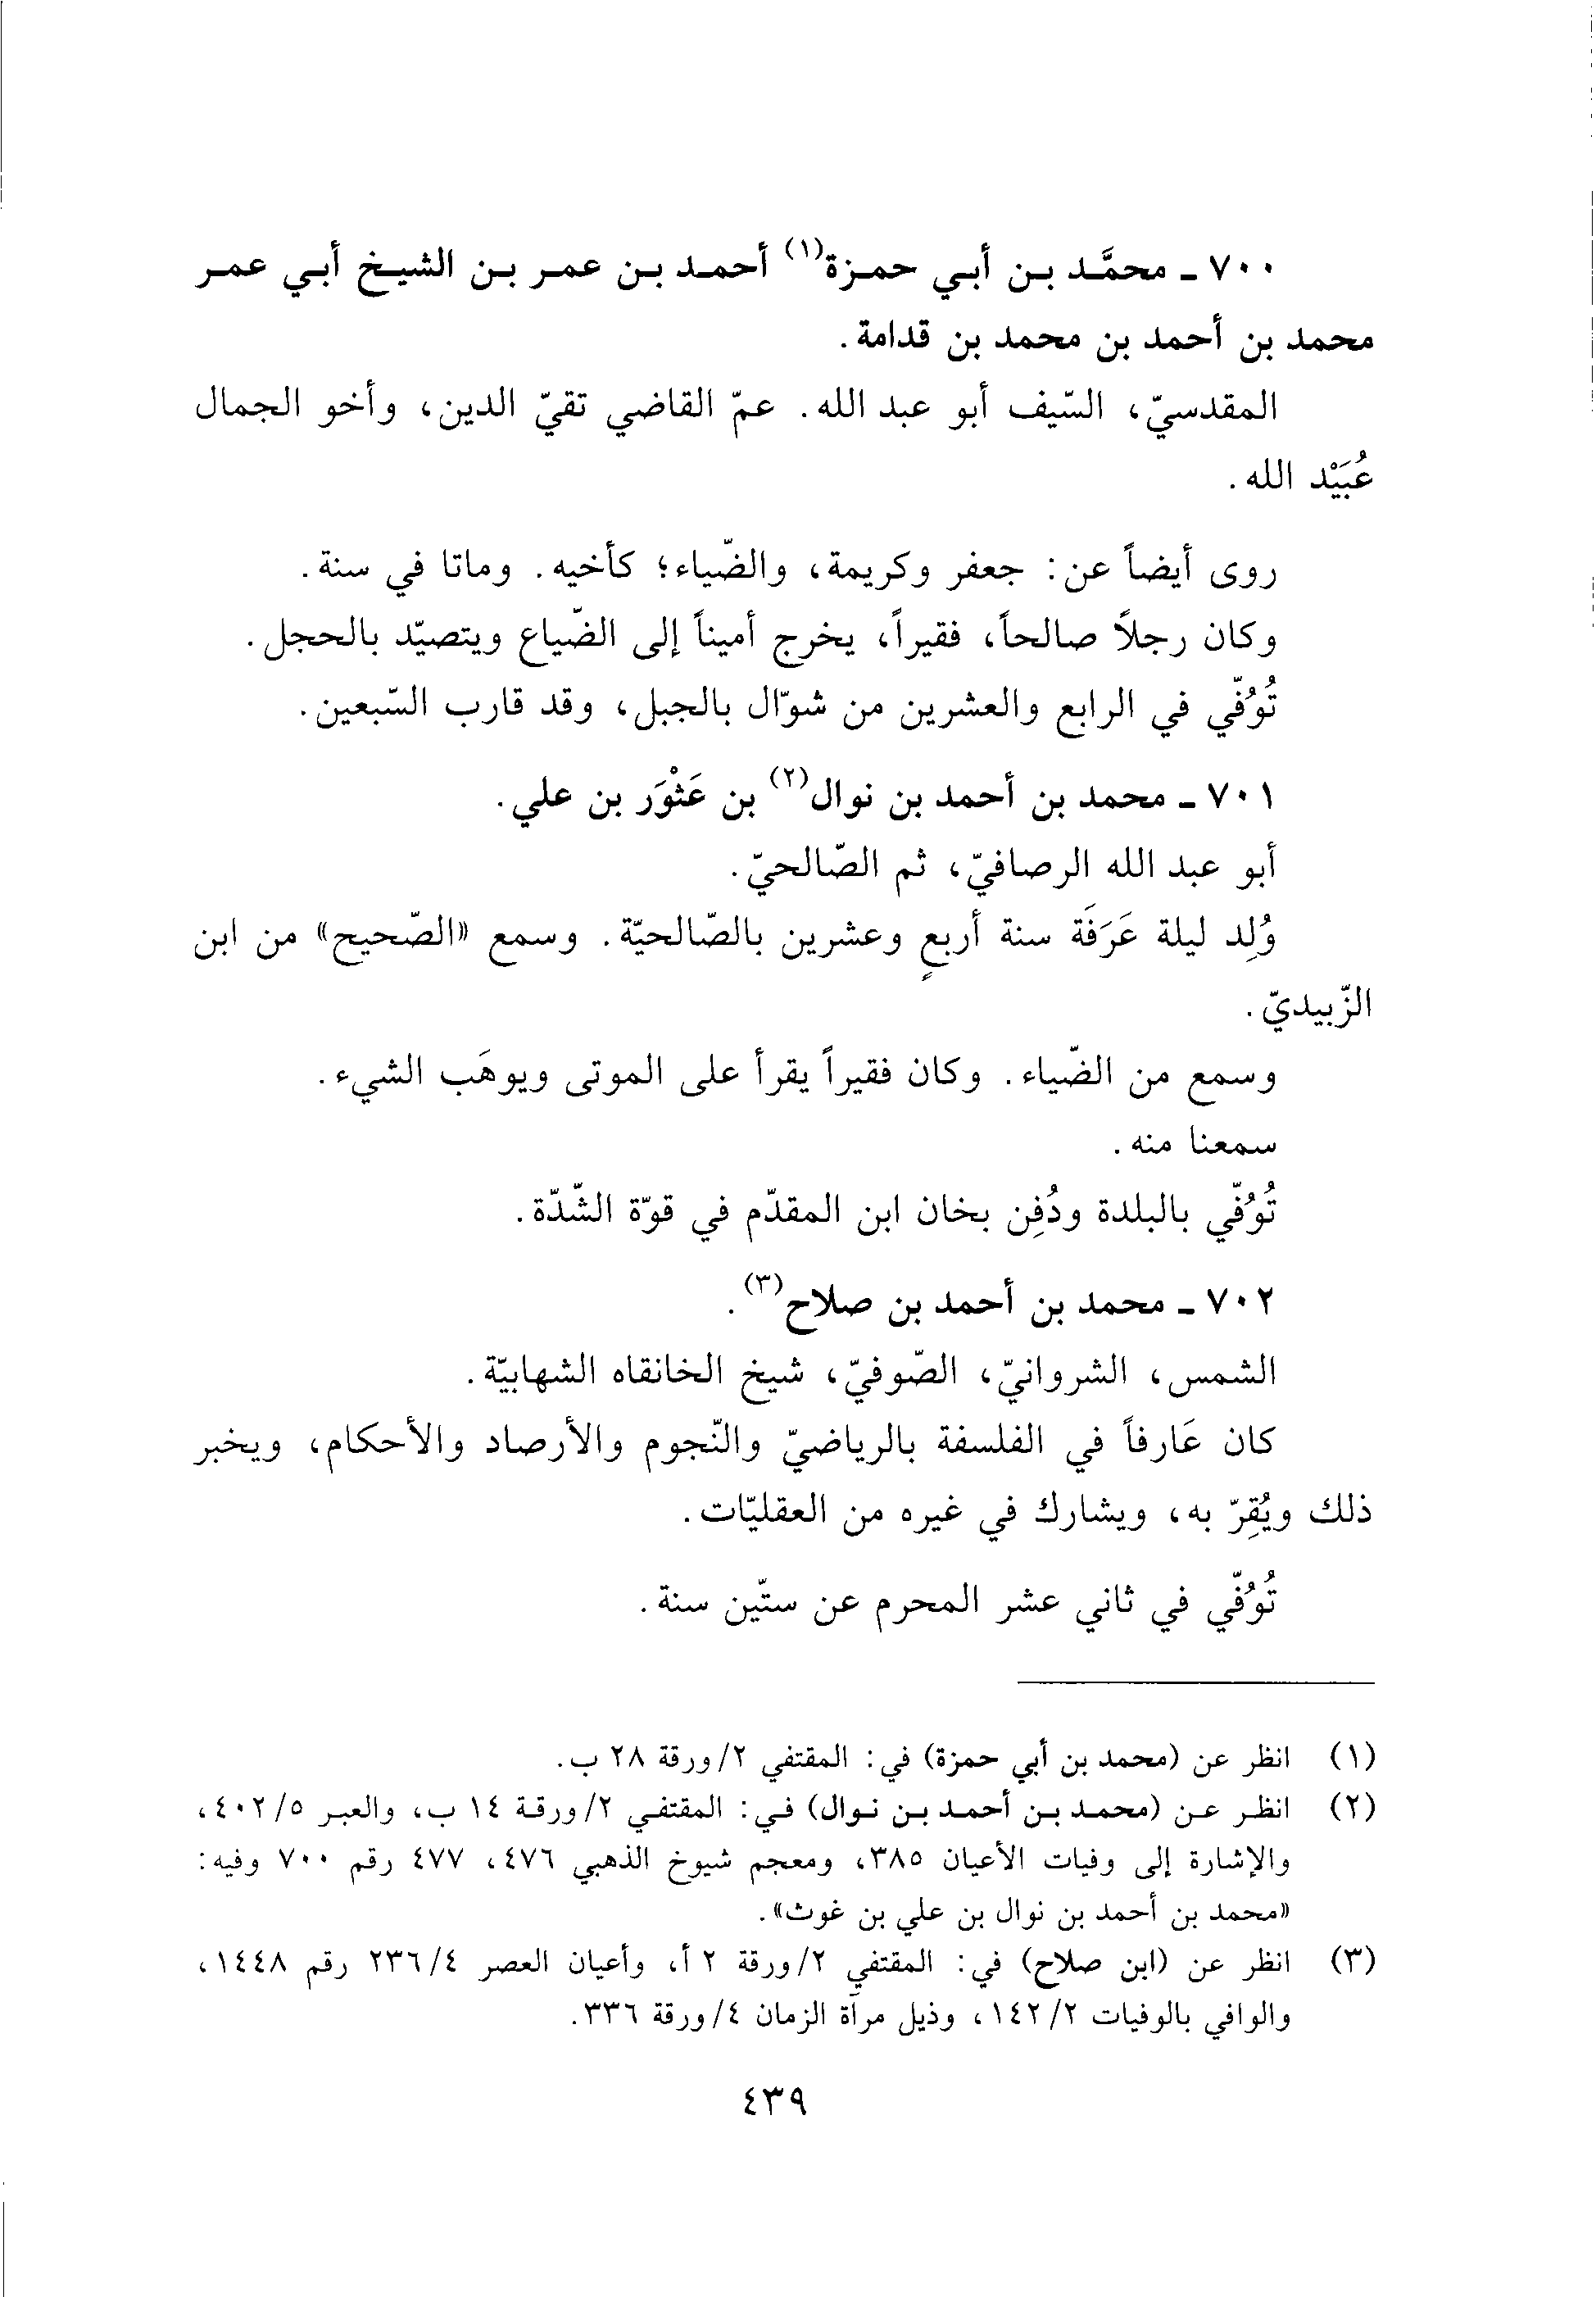 ٧٠٠ ـ محمَّد بن أبي حمزة(١) أحمد بن عمر بن الشيخ أبي عمر
محمد بن أحمد بن محمد بن قدامة.
المقدسيّ، السّيف أبو عبد الله. عمّ القاضي تقيّ الدين، وأخو الجمال
عُبَيْد الله.
روى أيضاً عن: جعفر وكريمة، والضّياء؛ كأخيه. وماتا في سنة.
وكان رجلاً صالحاً، فقيراً، يخرج أميناً إلى الضّياع ويتصيّد بالحجل.
تُوُفّي في الرابع والعشرين من شوّال بالجبل، وقد قارب السّبعين.
٧٠١ ـ محمد بن أحمد بن نوال(٢) بن عَثْوَر بن علي.
أبو عبد الله الرصافيّ، ثم الصّالحيّ.
وُلِد ليلة عَرَفَة سنة أربعٍ وعشرين بالصّالحيّة. وسمع «الصّحيح» من ابن
الزّبيديّ.
وسمع من الضّياء. وكان فقيراً يقرأ على الموتى ويوهَب الشيء.
سمعنا منه.
تُوُفّي بالبلدة ودُفِن بخان ابن المقدّم في قوّة الشّدّة.
٧٠٢ ـ محمد بن أحمد بن صلاح(٣).
الشمس، الشروانيّ، الصّوفيّ، شيخ الخانقاه الشهابيّة.
كان عَارفاً في الفلسفة بالرياضيّ والنّجوم والأرصاد والأحكام، ويخبر
ذلك ويُقِرّ به، ويشارك في غيره من العقليّات.
تُوُفّي في ثاني عشر المحرم عن ستّين سنة.
(١) انظر عن (محمد بن أبي حمزة) في: المقتفي ٢/ورقة ٢٨ ب.
(٢) انظر عن (محمد بن أحمد بن نوال) في: المقتفي ٢/ورقة ١٤ ب، والعبر ٤٠٢/٥،
والإشارة إلى وفيات الأعيان ٣٨٥، ومعجم شيوخ الذهبي ٤٧٦، ٤٧٧ رقم ٧٠٠ وفيه:
«محمد بن أحمد بن نوال بن علي بن غوث».
(٣) انظر عن (ابن صلاح) في: المقتفي ٢/ورقة ٢ أ، وأعيان العصر ٢٣٦/٤ رقم ١٤٤٨،
والوافي بالوفيات ١٤٢/٢، وذيل مرآة الزمان ٤/ورقة ٣٣٦.
٤٣٩